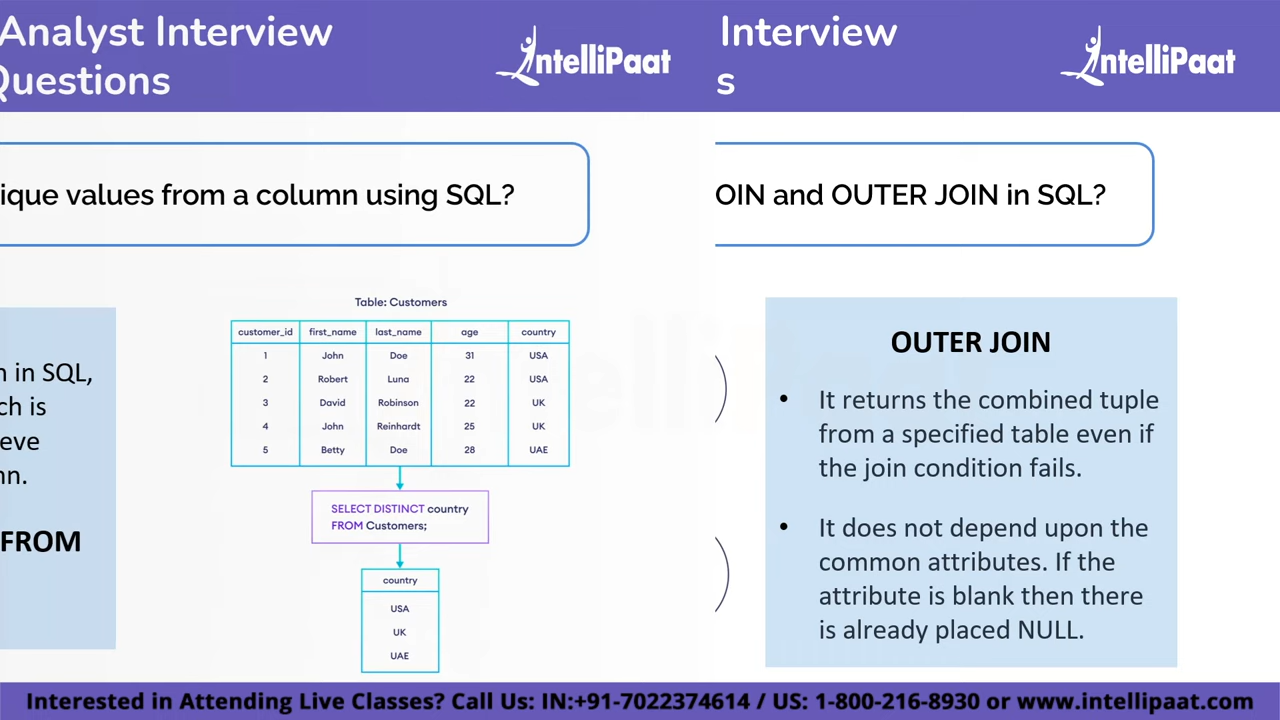 Analyst Interview
Questions
IntelliPaat
ique values from a column using SQL?
n in SQL,
ch is
eve
nn.
FROM
Table: Customers
customer_id first_name last_name age country
1 John Doe 31 USA
2 Robert Luna 22 USA
3 David Robinson 22 UK
4 John Reinhardt 25 UK
5 Betty Doe 28 UAE
SELECT DISTINCT country
FROM Customers;
country
USA
UK
UAE
Interview
s
IntelliPaat
OIN and OUTER JOIN in SQL?
OUTER JOIN
• It returns the combined tuple
from a specified table even if
the join condition fails.
• It does not depend upon the
common attributes. If the
attribute is blank then there
is already placed NULL.
Interested in Attending Live Classes? Call Us: IN:+91-7022374614 / US: 1-800-216-8930 or www.intellipaat.com